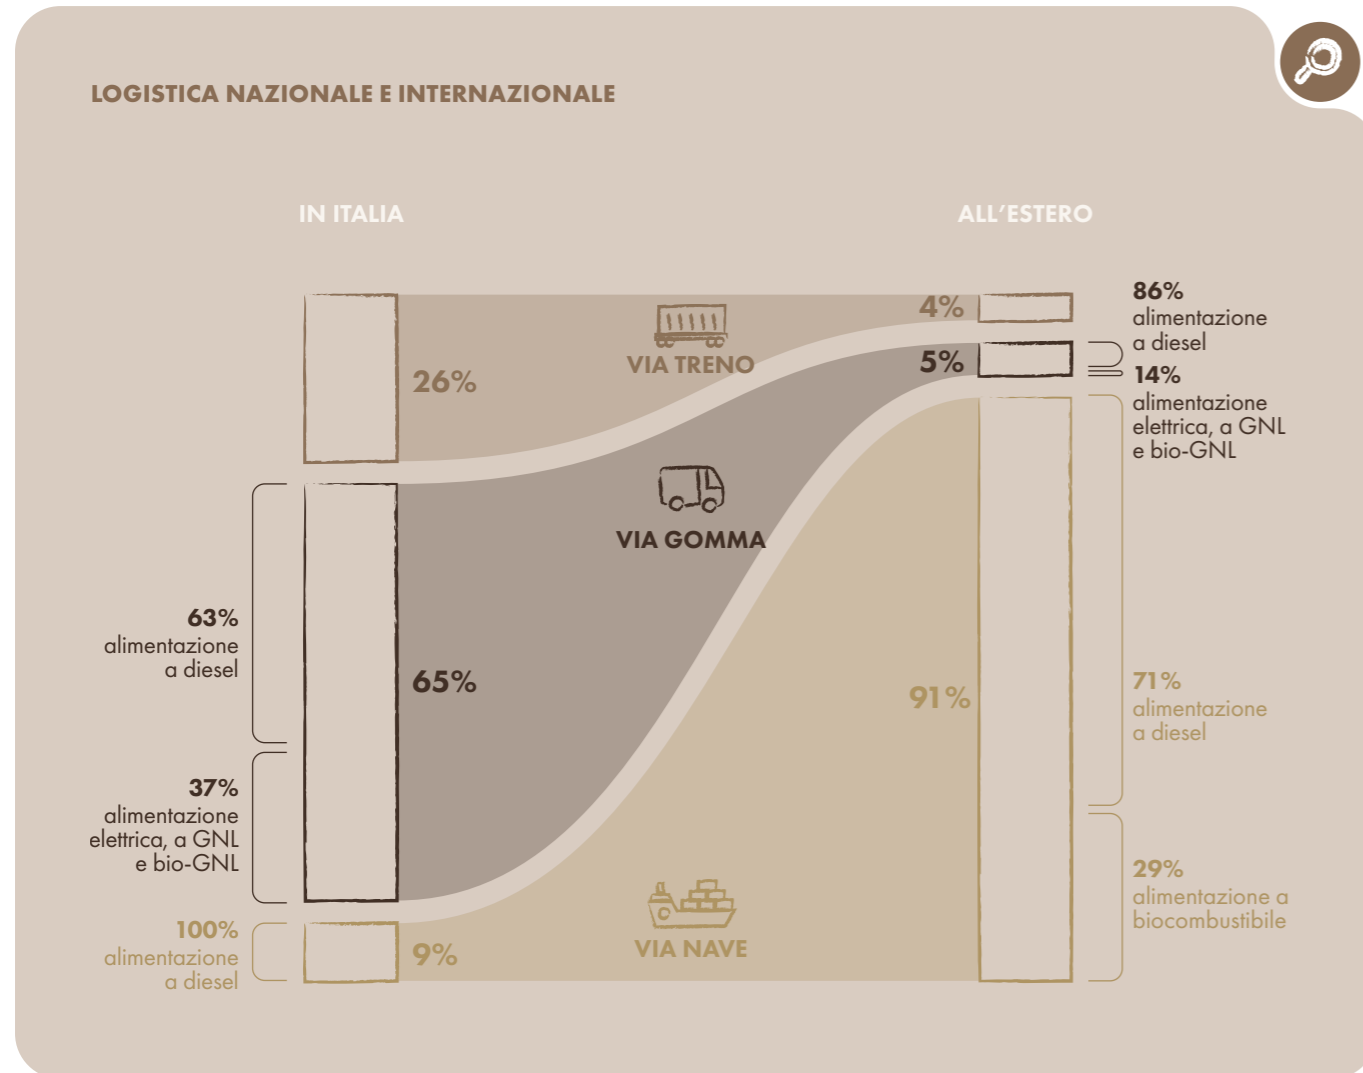 LOGISTICA NAZIONALE E INTERNAZIONALE
IN ITALIA
ALL'ESTERO
26%
VIA TRENO
4%
86%
alimentazione
a diesel
5%
14%
alimentazione
elettrica, a GNL
e bio-GNL
VIA GOMMA
63%
alimentazione
a diesel
65%
37%
alimentazione
elettrica, a GNL
e bio-GNL
91%
71%
alimentazione
a diesel
29%
alimentazione a
biocombustibile
100%
alimentazione
a diesel
9%
VIA NAVE